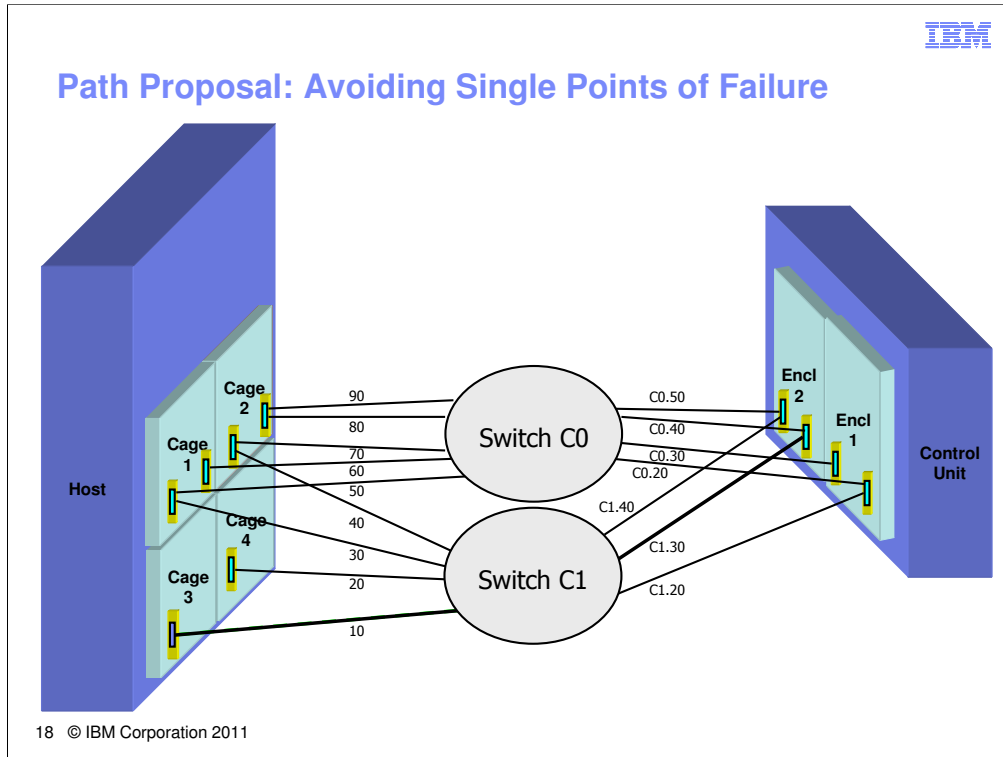 IBM
Path Proposal: Avoiding Single Points of Failure
Host
Cage
1
Cage
2
Cage
3
Cage
4
90
80
70
60
50
40
30
20
10
Switch C0
Switch C1
C0.50
C0.40
C0.30
C0.20
C1.40
C1.30
C1.20
Encl
2
Encl
1
Control
Unit
18 © IBM Corporation 2011